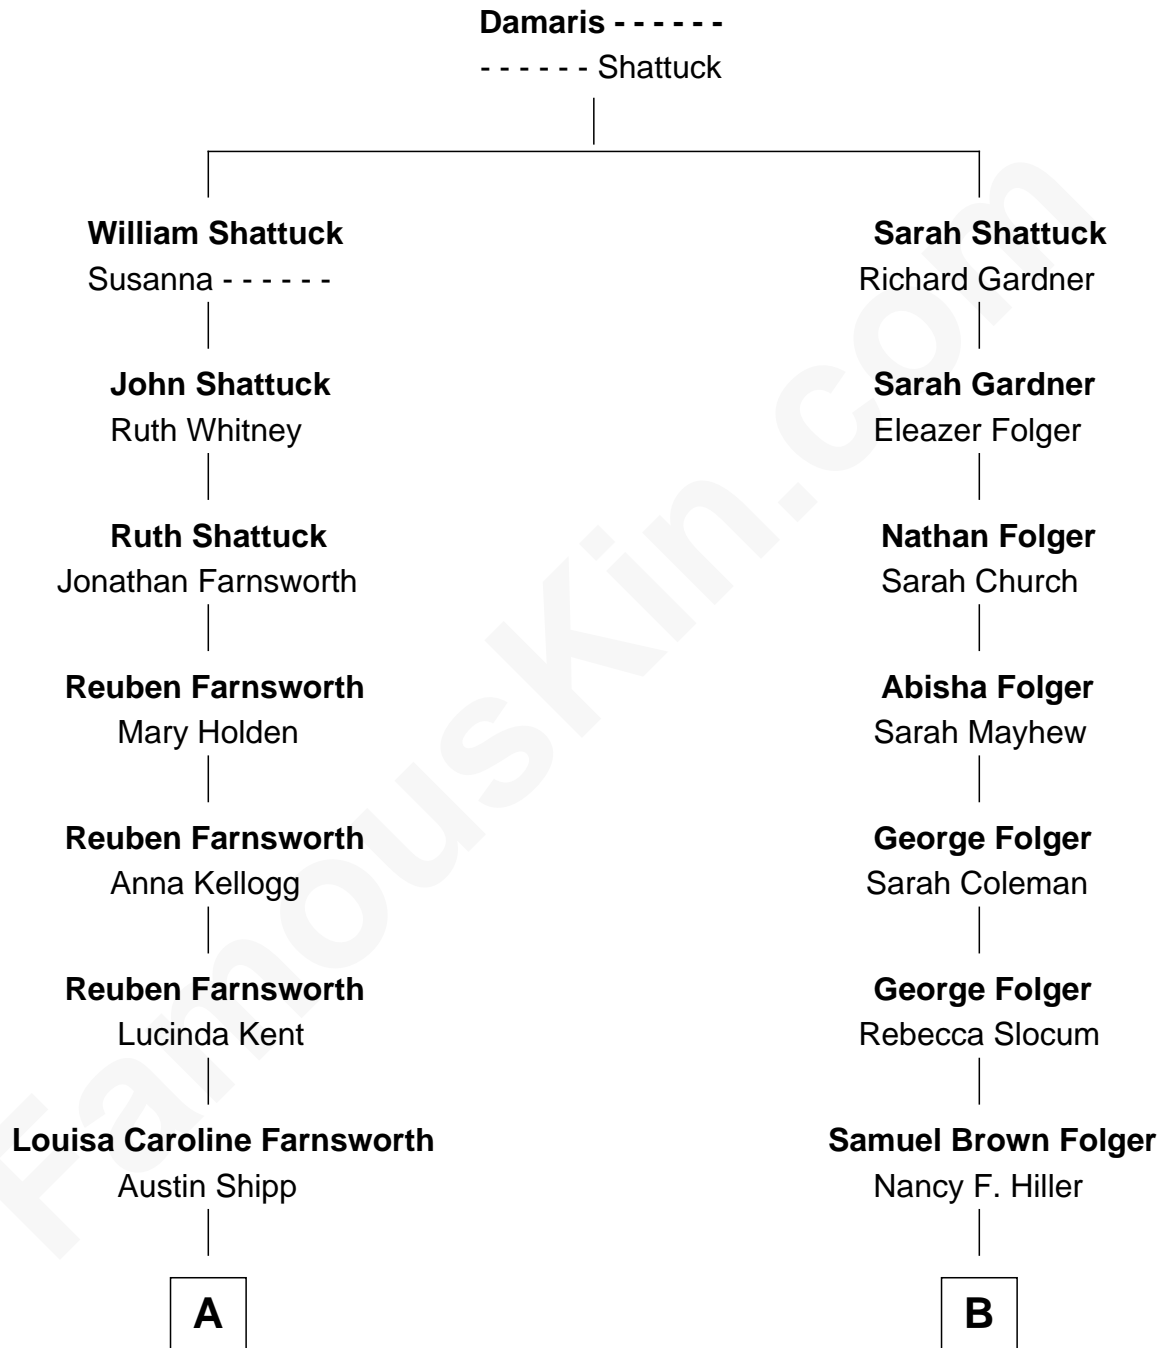 Damaris - - - - - -
- - - - - - Shattuck
William Shattuck
Susanna - - - - - -
Sarah Shattuck
Richard Gardner
John Shattuck
Ruth Whitney
Sarah Gardner
Eleazer Folger
Ruth Shattuck
Jonathan Farnsworth
Nathan Folger
Sarah Church
Reuben Farnsworth
Mary Holden
Abisha Folger
Sarah Mayhew
Reuben Farnsworth
Anna Kellogg
George Folger
Sarah Coleman
Reuben Farnsworth
Lucinda Kent
George Folger
Rebecca Slocum
Louisa Caroline Farnsworth
Austin Shipp
Samuel Brown Folger
Nancy F. Hiller
A
B
FamousKin.com